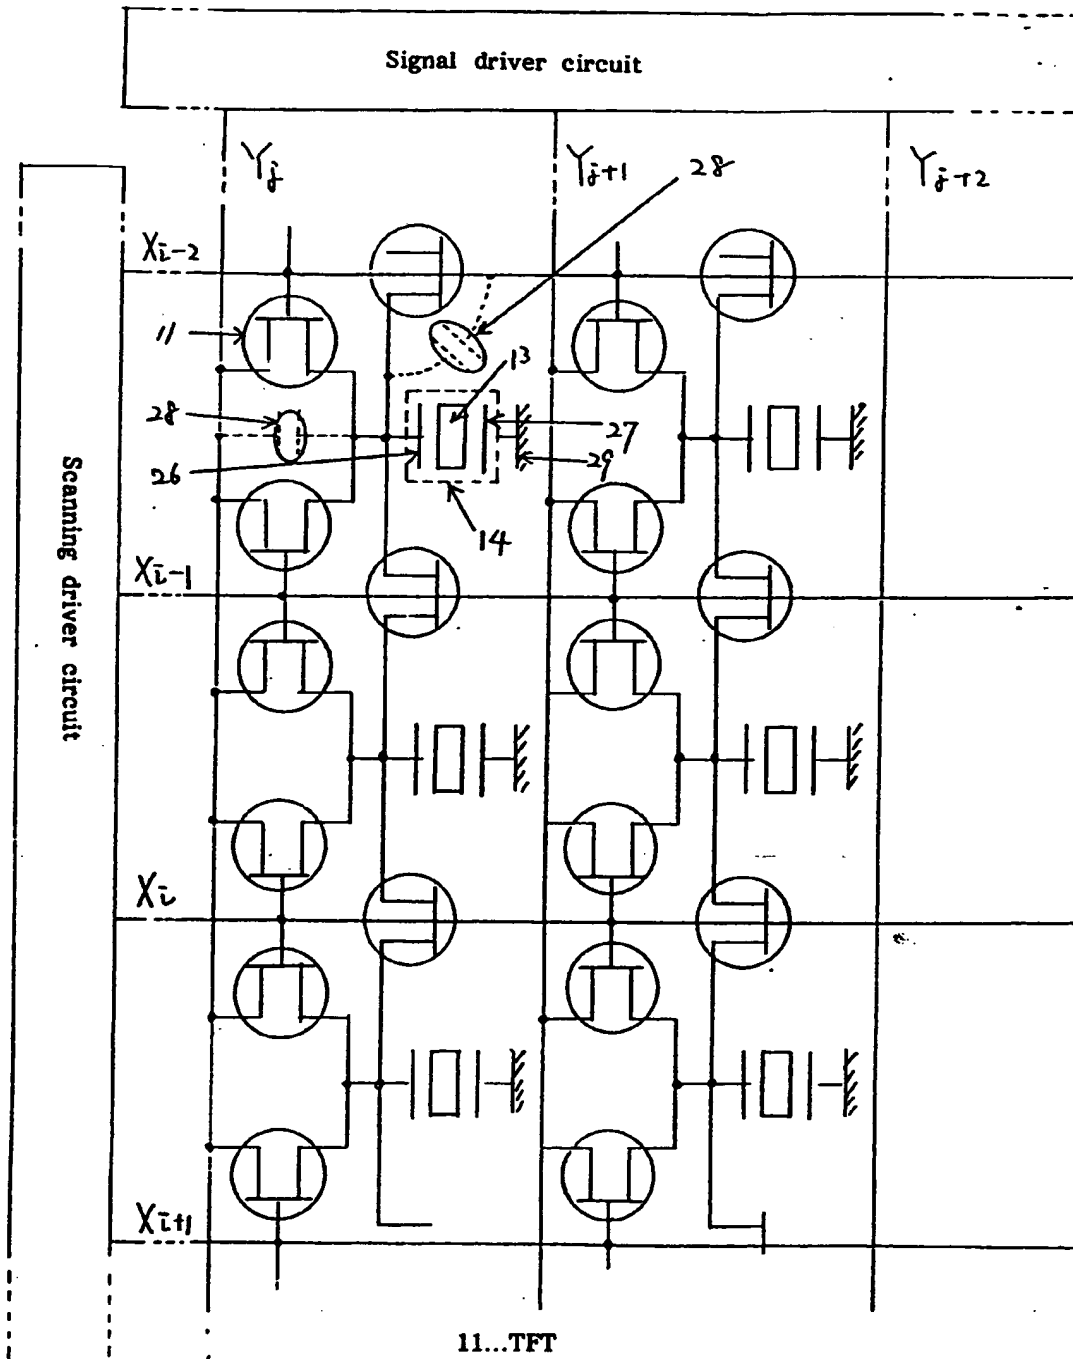 Signal driver circuit
Yj
Yj+1
28
Yj+2
Xi-2
11
13
28
27
26
29
14
Scanning driver circuit
Xi-1
Xi
Xi+1
11...TFT